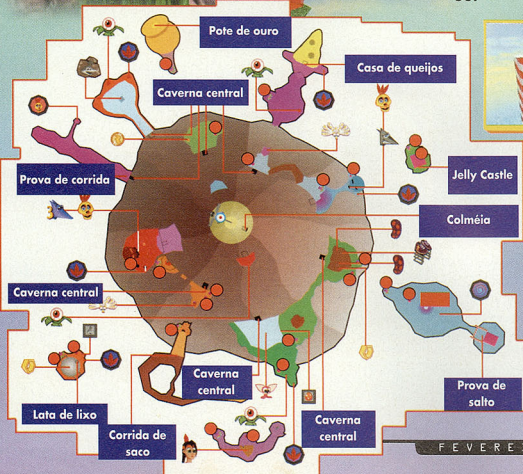 Pote de ouro
Casa de queijos
Caverna central
Prova de corrida
Jelly Castle
Colméia
Caverna central
Caverna
central
Prova de
salto
Lata de lixo
Corrida de
saco
Caverna
central
FEVERE